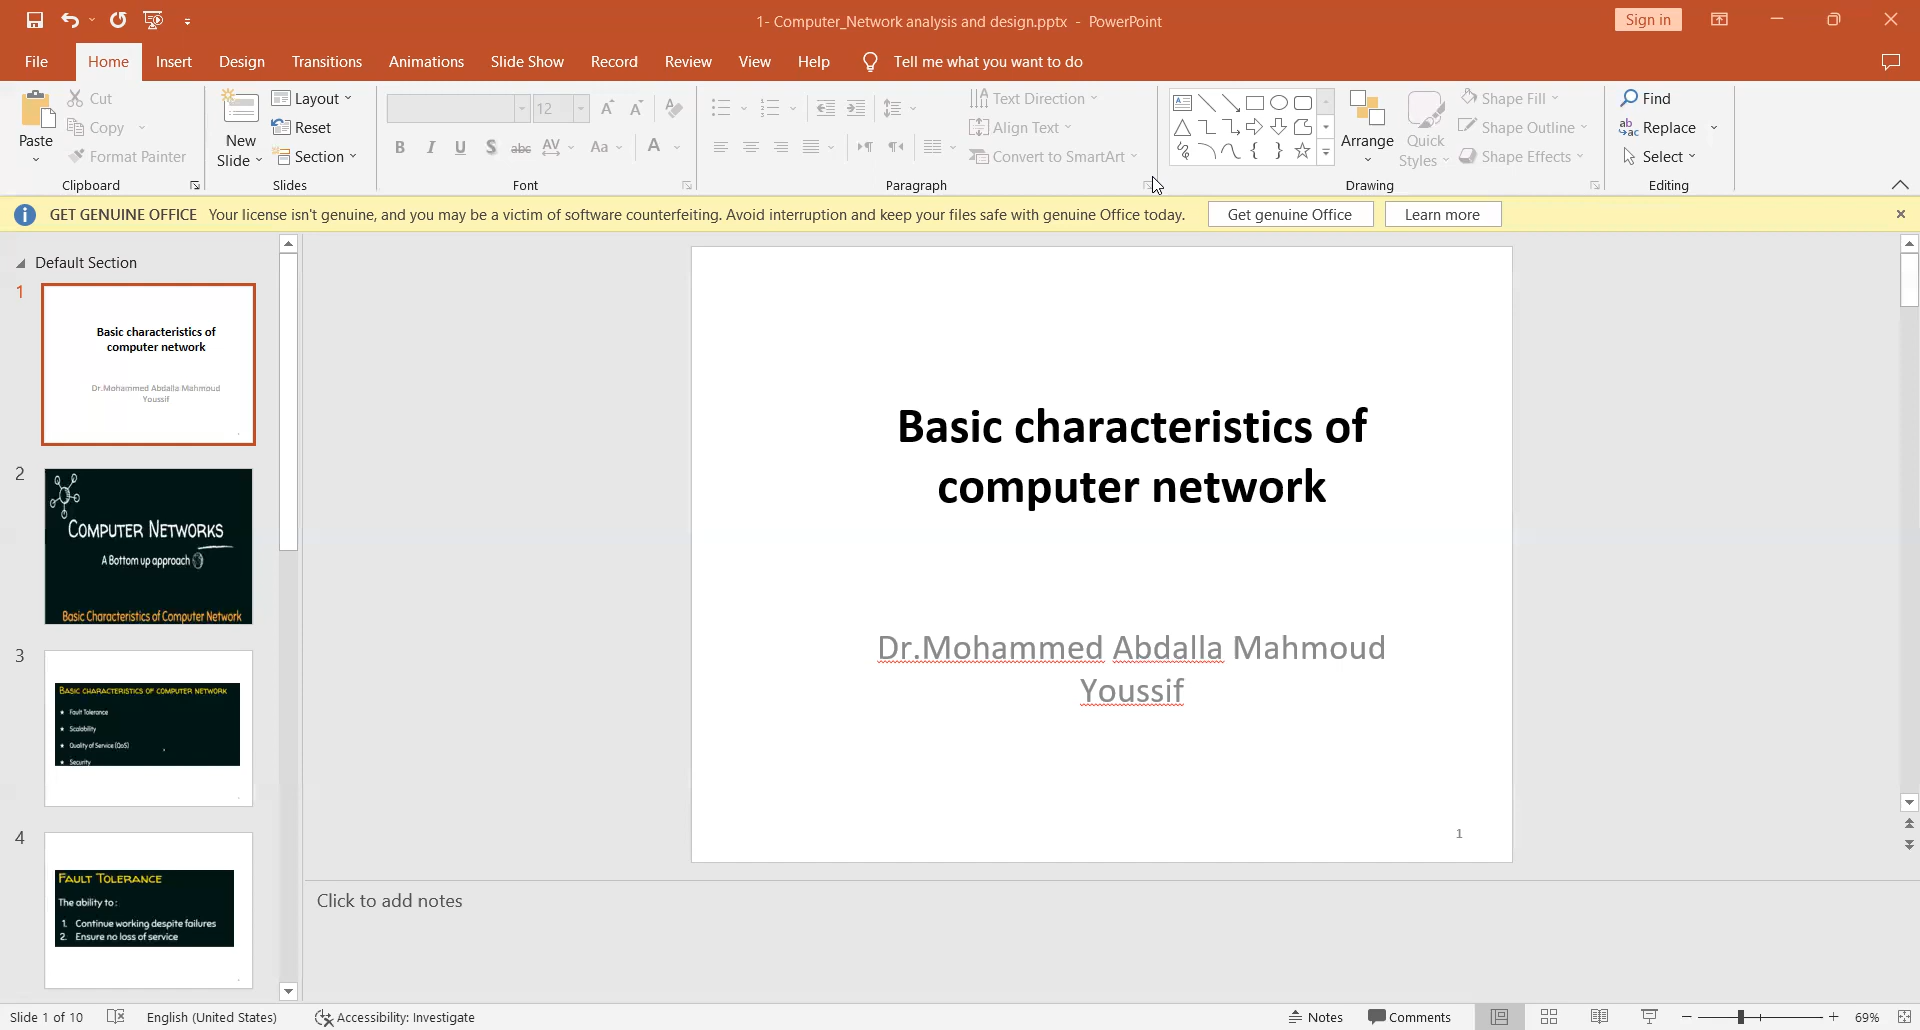 1- Computer_Network analysis and design.pptx - PowerPoint
Sign in
File Home Insert Design Transitions Animations Slide Show Record Review View Help Tell me what you want to do
Paste
Cut
Copy
Format Painter
Clipboard
New
Slide
Layout
Reset
Section
Slides
12
B I U S abc AV Aa A
Font
Text Direction
Align Text
Convert to SmartArt
Paragraph
Arrange
Quick
Styles
Shape Fill
Shape Outline
Shape Effects
Drawing
Find
Replace
Select
Editing
GET GENUINE OFFICE Your license isn't genuine, and you may be a victim of software counterfeiting. Avoid interruption and keep your files safe with genuine Office today. Get genuine Office Learn more
Default Section
1
Basic characteristics of
computer network
Dr.Mohammed Abdalla Mahmoud
Youssif
2
COMPUTER NETWORKS
A Bottom up approach
Basic Characteristics of Computer Network
3
BASIC CHARACTERISTICS OF COMPUTER NETWORK
★ Fault Tolerance
★ Scalability
★ Quality of Service (QoS)
★ Security
4
FAULT TOLERANCE
The ability to :
1. Continue working despite failures
2. Ensure no loss of service
Basic characteristics of
computer network
Dr.Mohammed Abdalla Mahmoud
Youssif
1
Click to add notes
Slide 1 of 10 English (United States) Accessibility: Investigate Notes Comments 69%